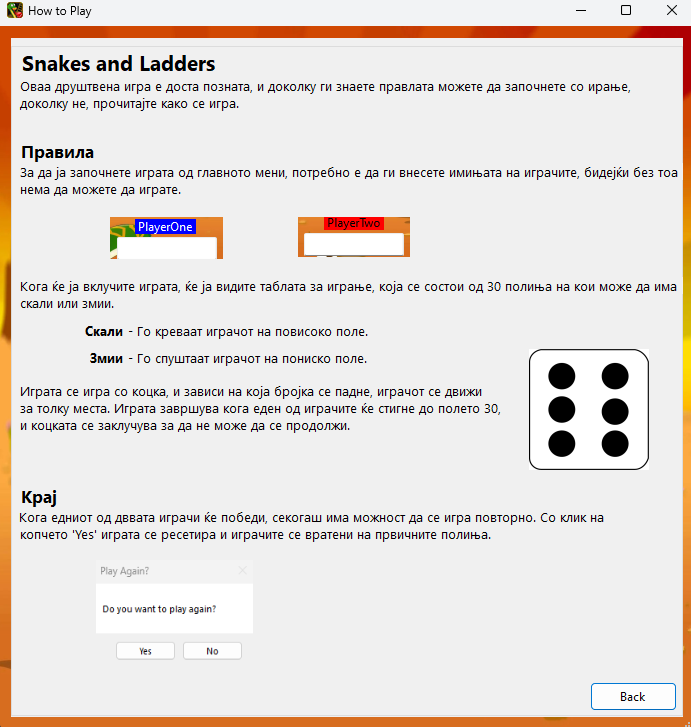 How to Play
Snakes and Ladders
Оваа друштвена игра е доста позната, и доколку ги знаете правлата можете да започнете со ирање,
доколку не, прочитајте како се игра.
Правила
За да ја започнете играта од главното мени, потребно е да ги внесете имињата на играчите, бидејќи без тоа
нема да можете да играте.
PlayerOne
PlayerTwo
Кога ќе ја вклучите играта, ќе ја видите таблата за играње, која се состои од 30 полиња на кои може да има
скали или змии.
Скали - Го креваат играчот на повисоко поле.
Змии - Го спуштаат играчот на пониско поле.
Играта се игра со коцка, и зависи на која бројка се падне, играчот се движи
за толку места. Играта завршува кога еден од играчите ќе стигне до полето 30,
и коцката се заклучува за да не може да се продолжи.
Крај
Кога едниот од дввата играчи ќе победи, секогаш има можност да се игра повторно. Со клик на
копчето 'Yes' играта се ресетира и играчите се вратени на првичните полиња.
Play Again?
Do you want to play again?
Yes No
Back